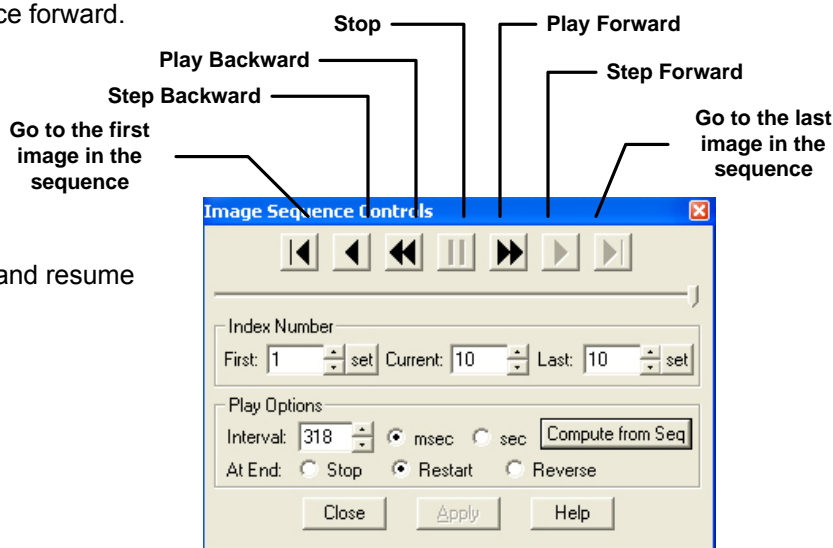 ce forward.
Stop
Play Forward
Play Backward
Step Forward
Step Backward
Go to the first
image in the
sequence
Go to the last
image in the
sequence
Image Sequence Controls
and resume
Index Number
First: 1 set Current: 10 Last: 10 set
Play Options
Interval: 318 msec sec Compute from Seq
At End: Stop Restart Reverse
Close Apply Help